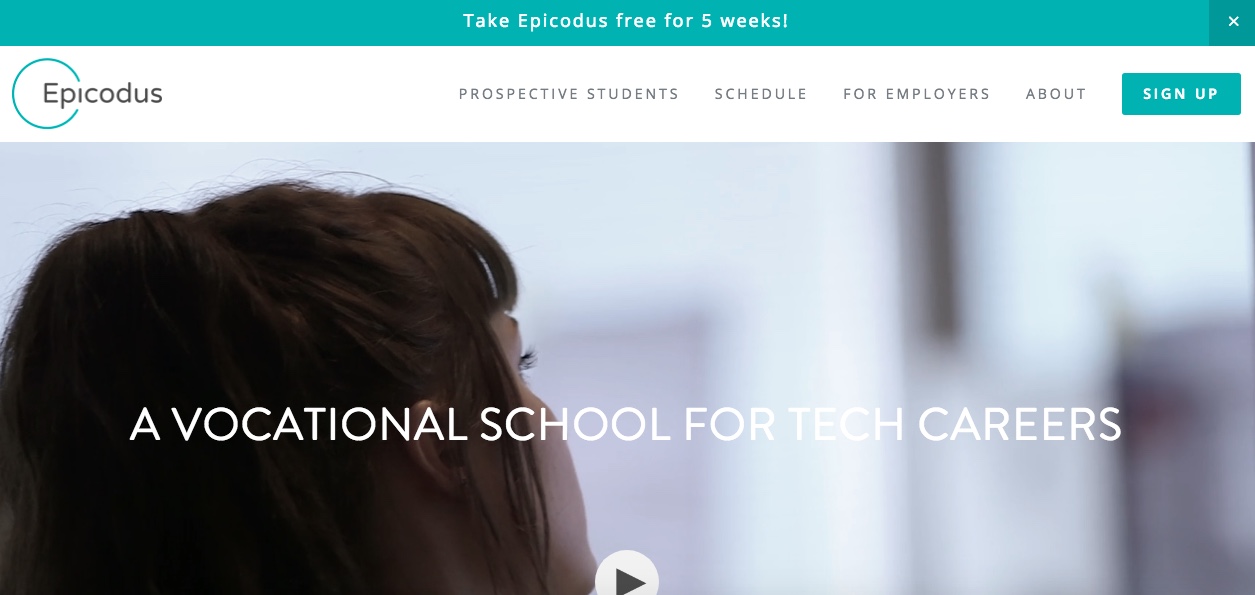 Take Epicodus free for 5 weeks!
Epicodus
PROSPECTIVE STUDENTS SCHEDULE FOR EMPLOYERS ABOUT SIGN UP
A VOCATIONAL SCHOOL FOR TECH CAREERS